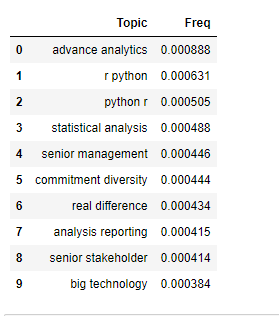 Topic Freq
0 advance analytics 0.000888
1 r python 0.000631
2 python r 0.000505
3 statistical analysis 0.000488
4 senior management 0.000446
5 commitment diversity 0.000444
6 real difference 0.000434
7 analysis reporting 0.000415
8 senior stakeholder 0.000414
9 big technology 0.000384